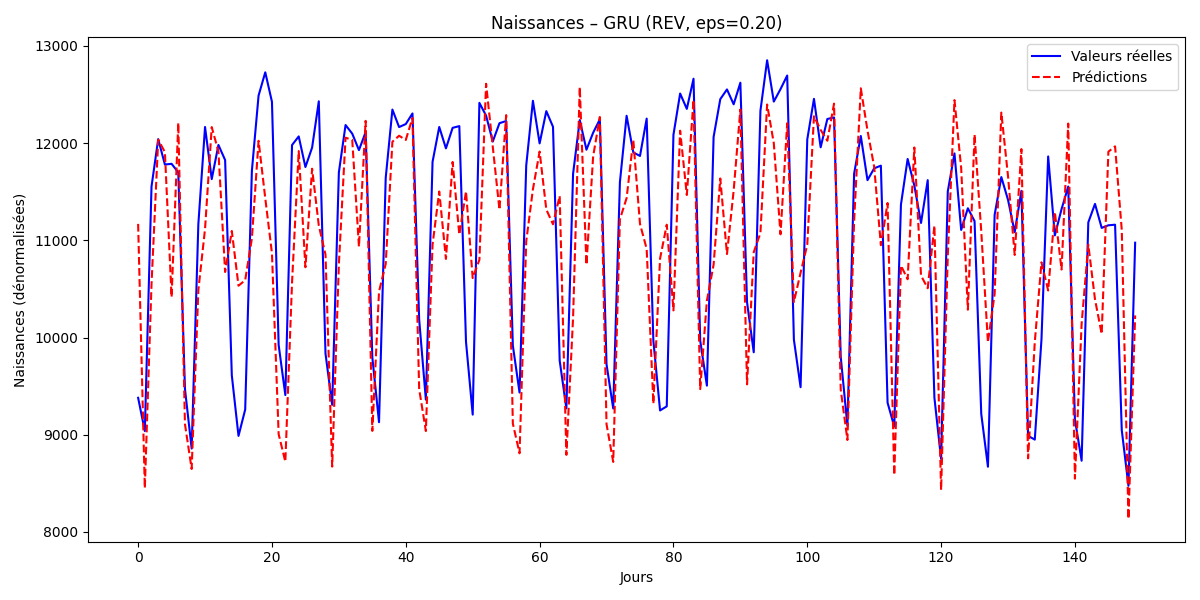 Naissances – GRU (REV, eps=0.20)
13000
12000
11000
10000
9000
8000
Naissances (dénormalisées)
Valeurs réelles
Prédictions
0 20 40 60 80 100 120 140
Jours